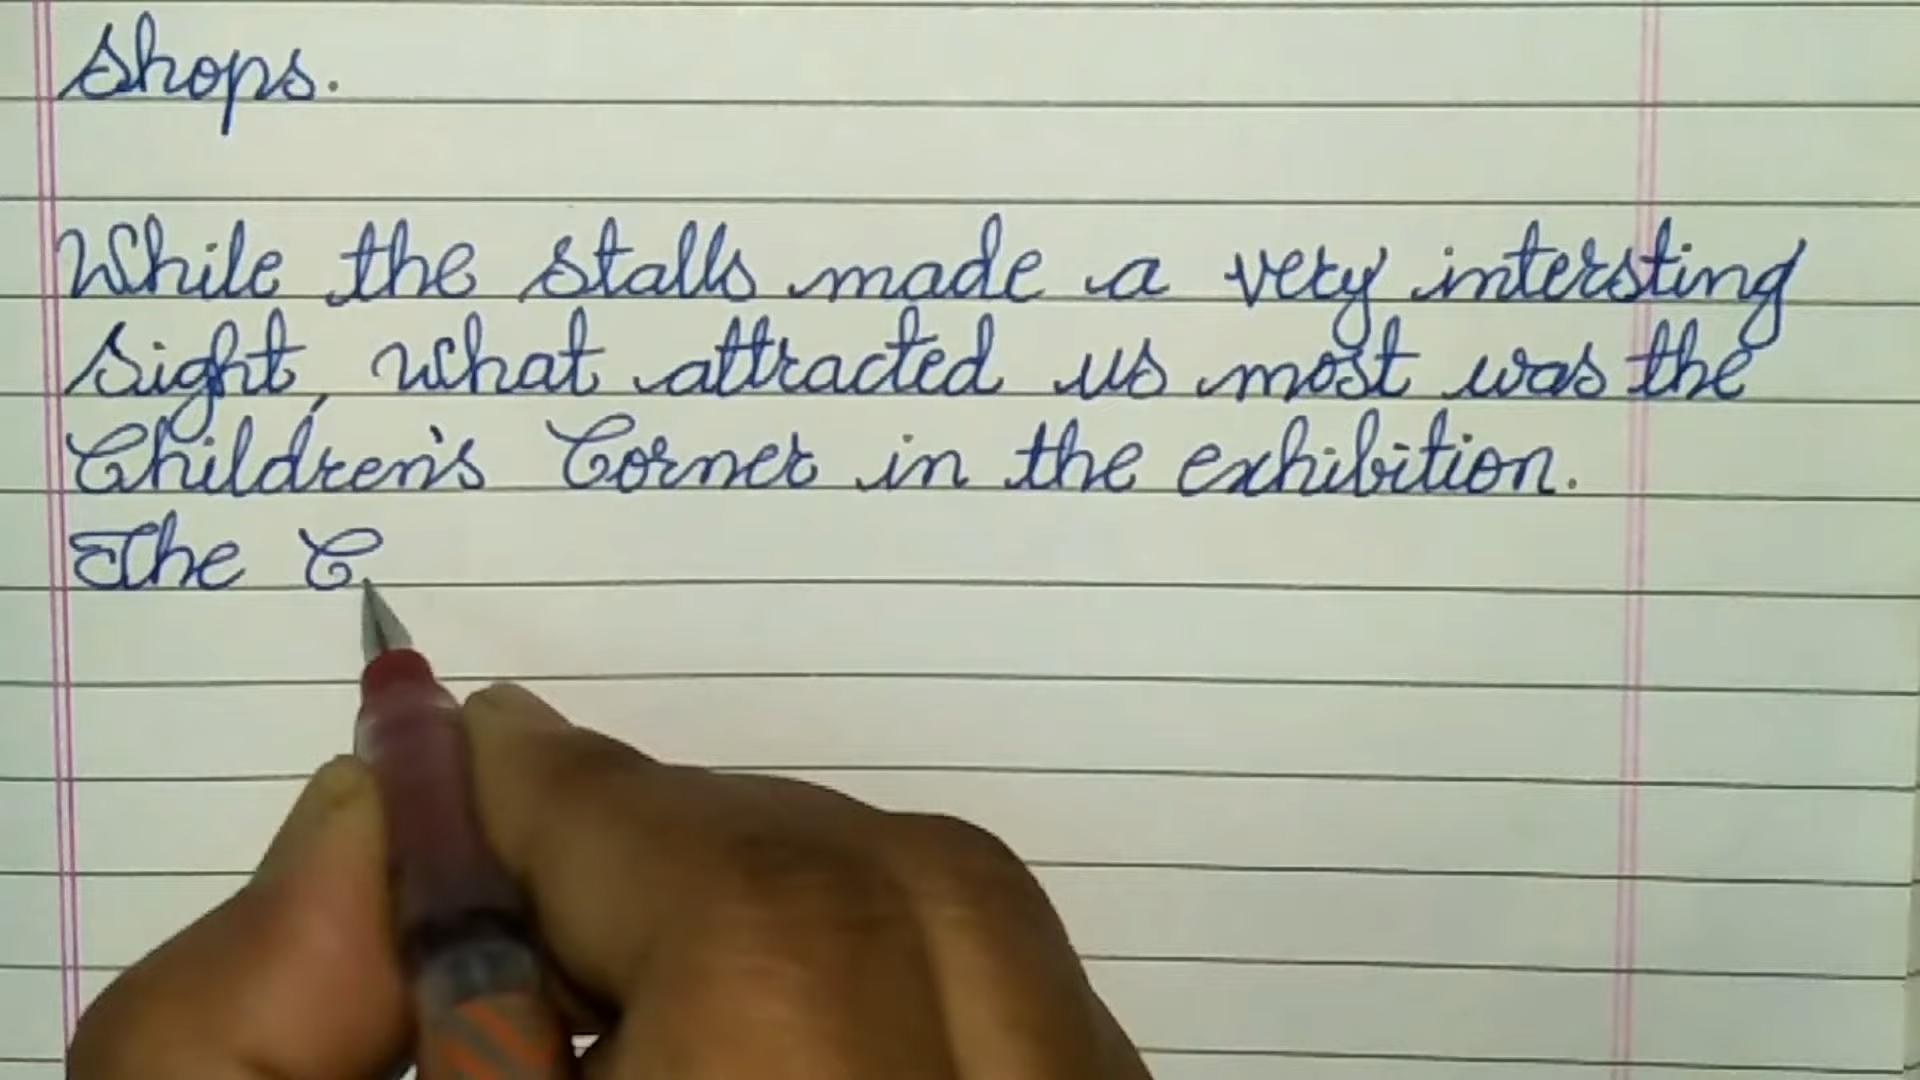 shops.
While the stalls made a very intersting
sight, what attracted us most was the
Children's Corner in the exhibition.
The C